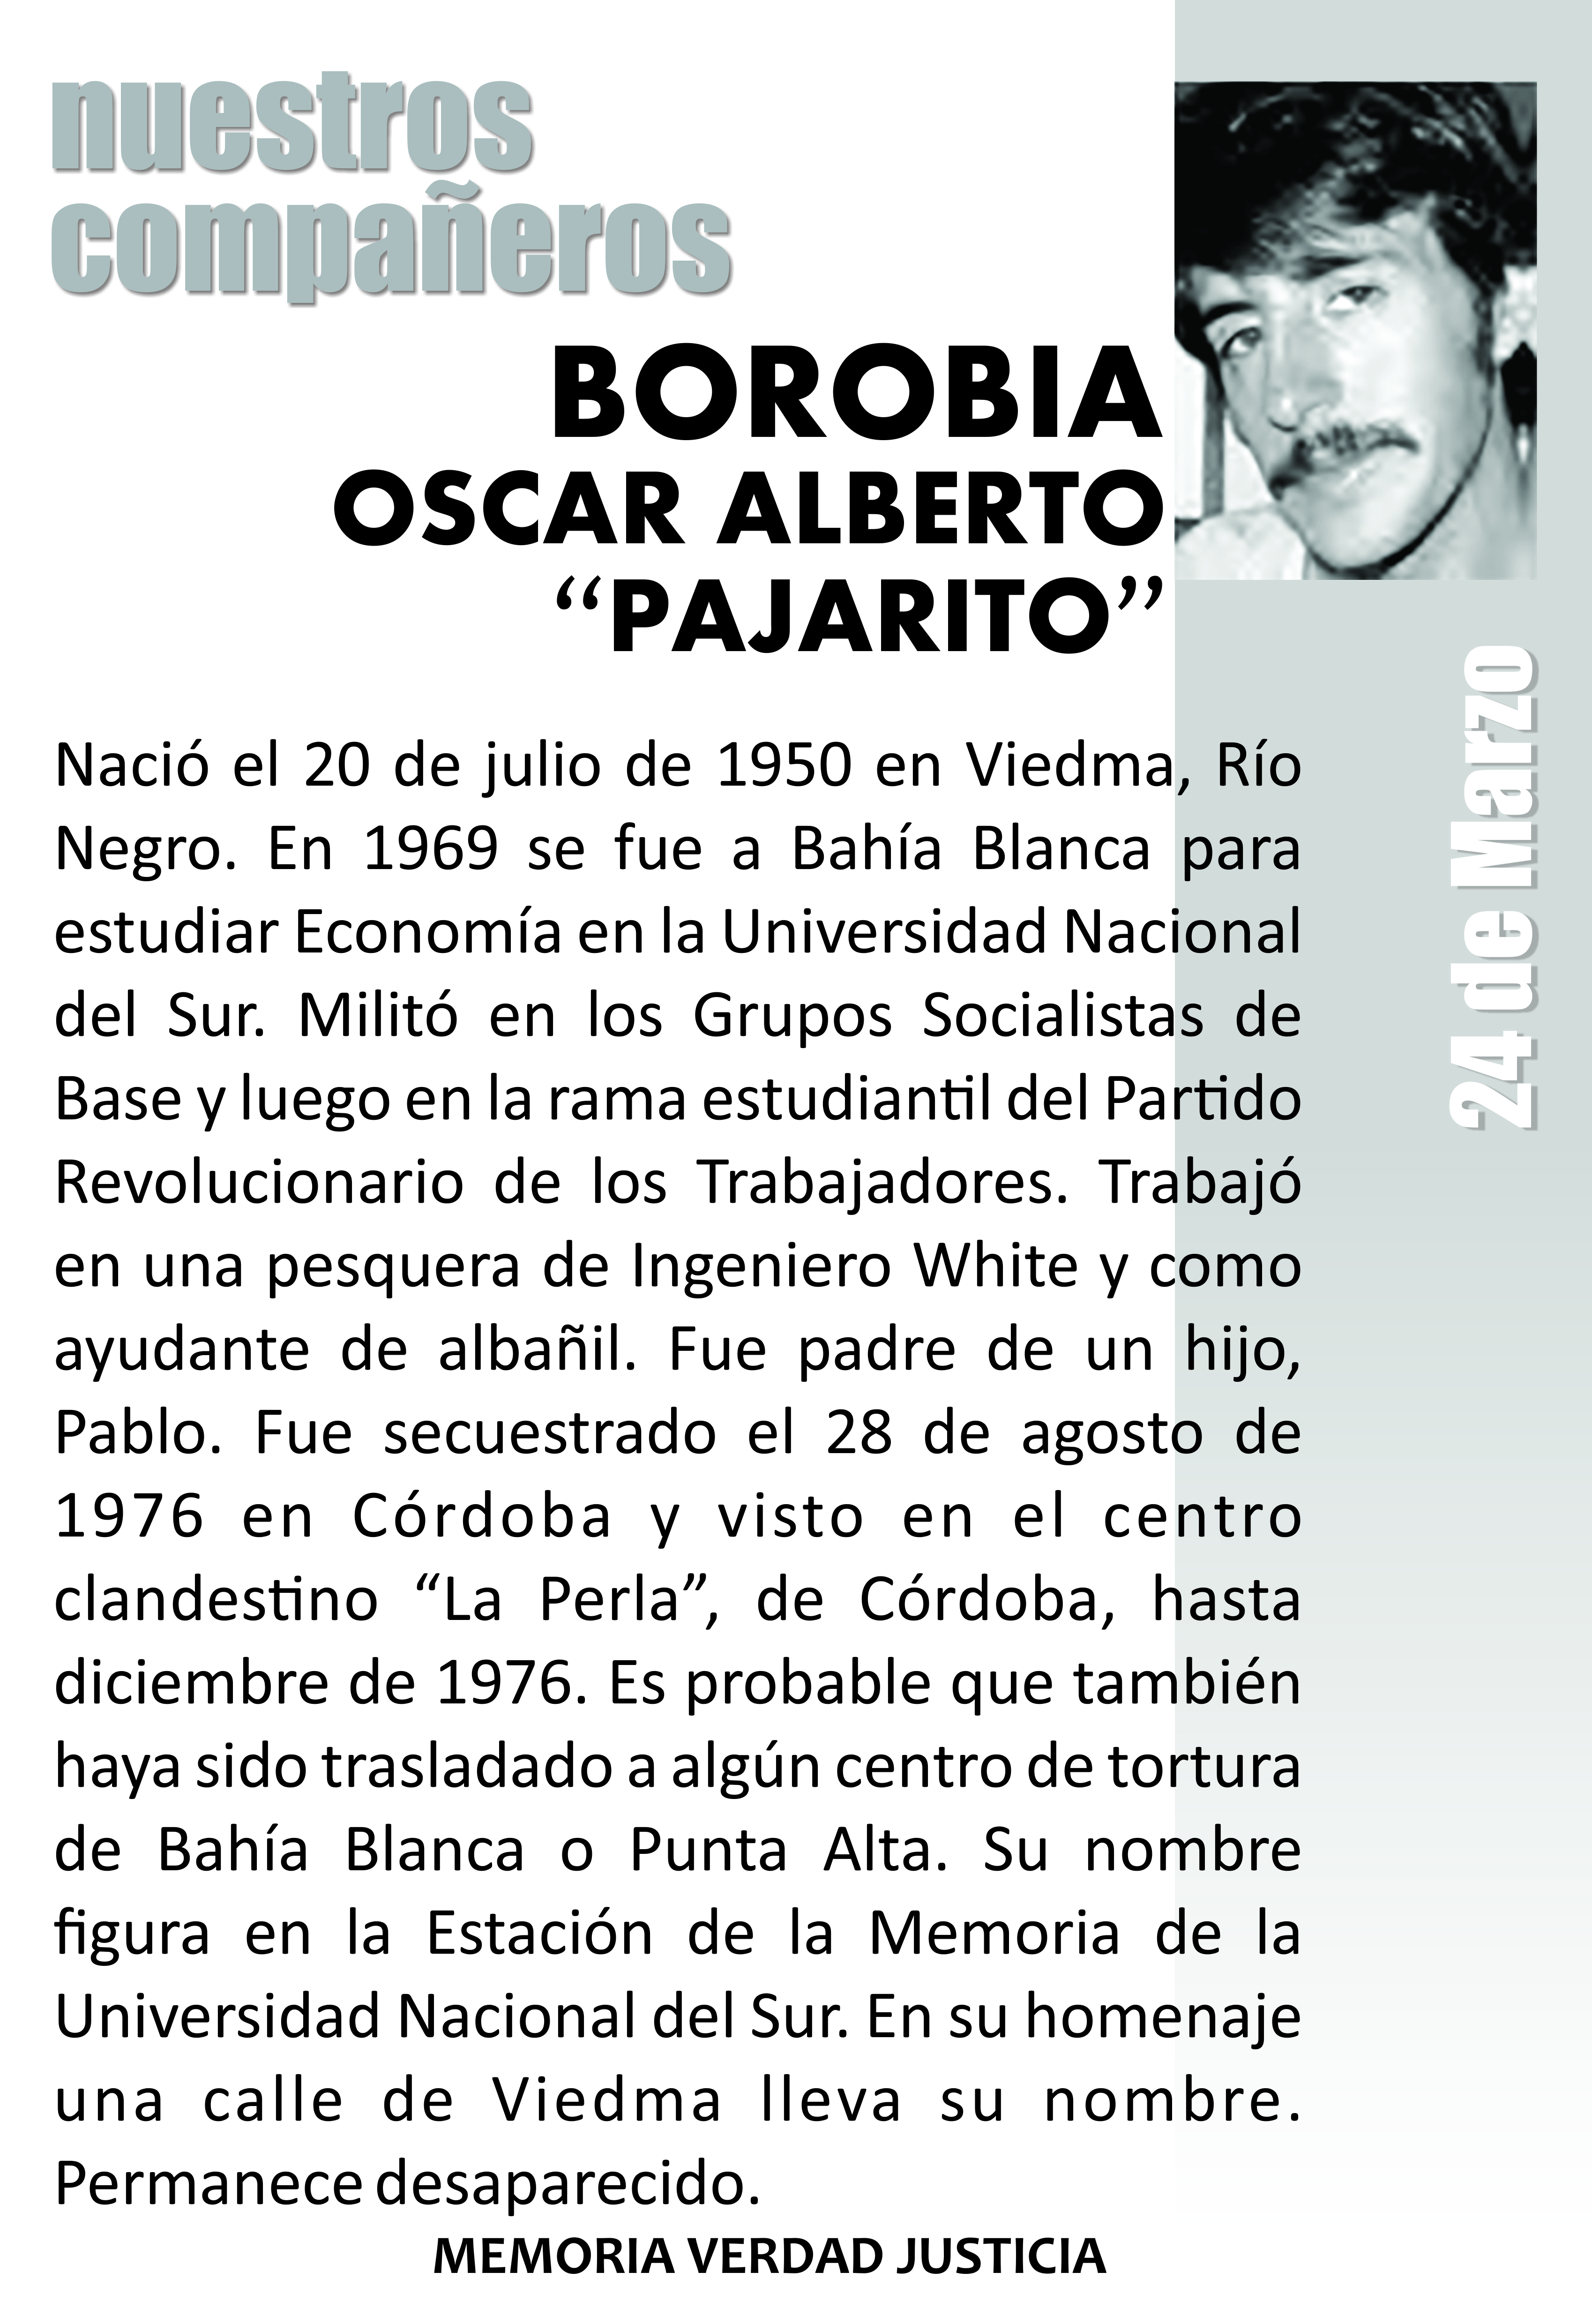 nuestros
compañeros
BOROBIA
OSCAR ALBERTO
“PAJARITO”
24 de Marzo
Nació el 20 de julio de 1950 en Viedma, Río
Negro. En 1969 se fue a Bahía Blanca para
estudiar Economía en la Universidad Nacional
del Sur. Militó en los Grupos Socialistas de
Base y luego en la rama estudiantil del Partido
Revolucionario de los Trabajadores. Trabajó
en una pesquera de Ingeniero White y como
ayudante de albañil. Fue padre de un hijo,
Pablo. Fue secuestrado el 28 de agosto de
1976 en Córdoba y visto en el centro
clandestino “La Perla”, de Córdoba, hasta
diciembre de 1976. Es probable que también
haya sido trasladado a algún centro de tortura
de Bahía Blanca o Punta Alta. Su nombre
figura en la Estación de la Memoria de la
Universidad Nacional del Sur. En su homenaje
una calle de Viedma lleva su nombre.
Permanece desaparecido.
MEMORIA VERDAD JUSTICIA